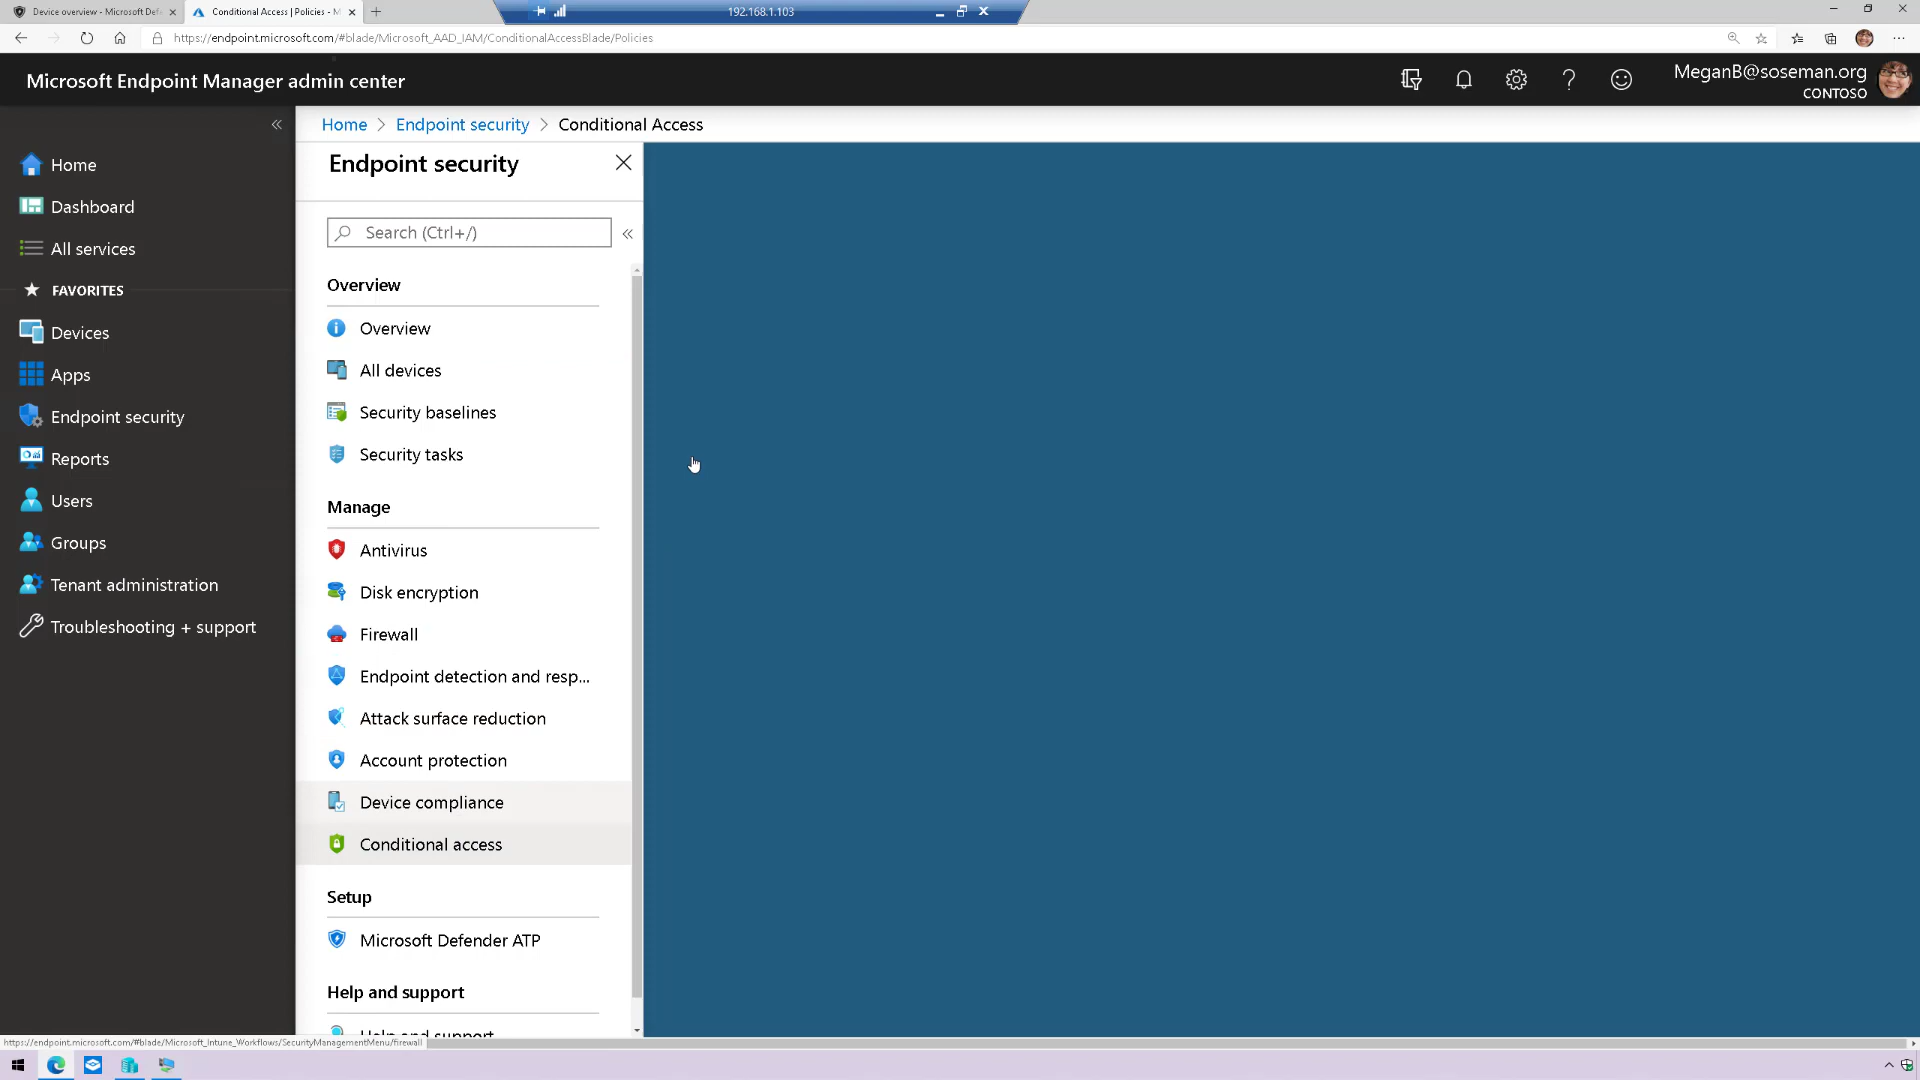 Device overview - Microsoft Def
Conditional Access | Policies - M
192.168.1.103
https://endpoint.microsoft.com/#blade/Microsoft_AAD_IAM/ConditionalAccessBlade/Policies
Microsoft Endpoint Manager admin center
MeganB@soseman.org
CONTOSO
Home
Dashboard
All services
FAVORITES
Devices
Apps
Endpoint security
Reports
Users
Groups
Tenant administration
Troubleshooting + support
Home > Endpoint security > Conditional Access
Endpoint security
Search (Ctrl+/)
Overview
Overview
All devices
Security baselines
Security tasks
Manage
Antivirus
Disk encryption
Firewall
Endpoint detection and resp...
Attack surface reduction
Account protection
Device compliance
Conditional access
Setup
Microsoft Defender ATP
Help and support
Help and support
https://endpoint.microsoft.com/#blade/Microsoft_Intune_Workflows/SecurityManagementMenu/firewall